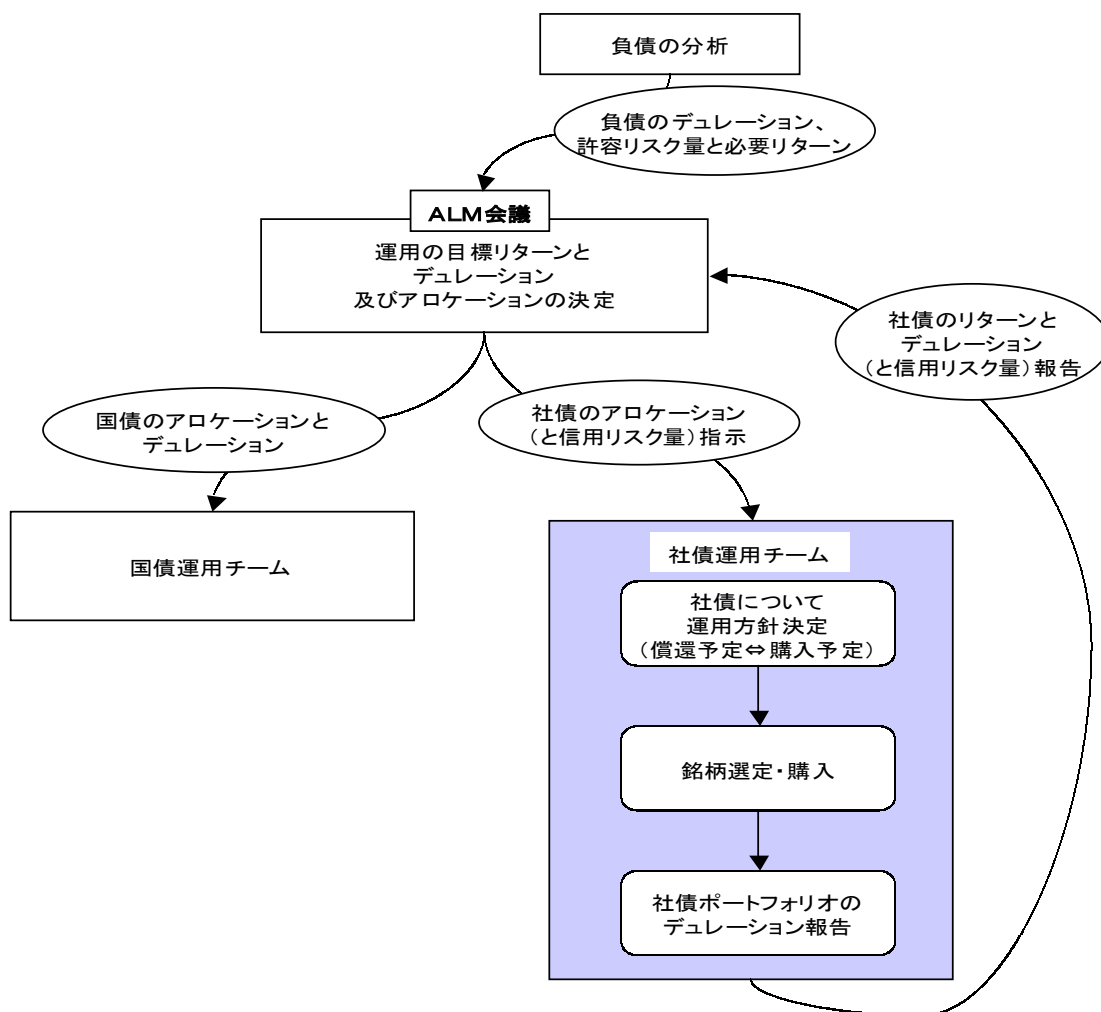 負債の分析
負債のデュレーション、
許容リスク量と必要リターン
ALM会議
運用の目標リターンと
デュレーション
及びアロケーションの決定
社債のリターンと
デュレーション
（と信用リスク量）報告
国債のアロケーションと
デュレーション
社債のアロケーション
（と信用リスク量）指示
国債運用チーム
社債運用チーム
社債について
運用方針決定
（償還予定⇔購入予定）
銘柄選定・購入
社債ポートフォリオの
デュレーション報告